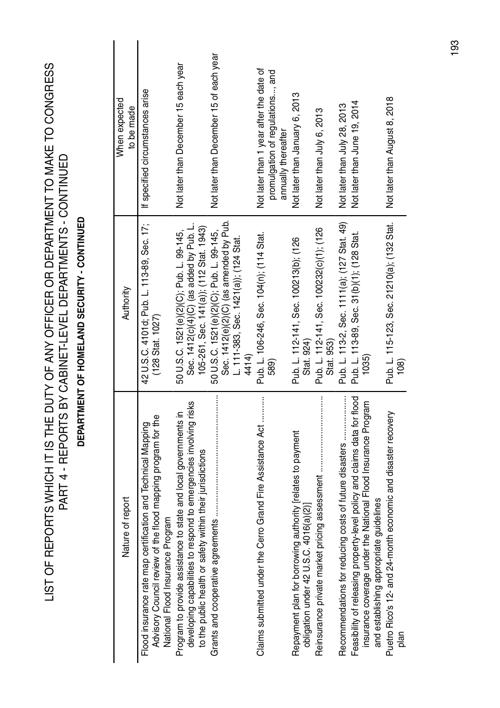 LIST OF REPORTS WHICH IT IS THE DUTY OF ANY OFFICER OR DEPARTMENT TO MAKE TO CONGRESS
PART 4 - REPORTS BY CABINET-LEVEL DEPARTMENTS - CONTINUED
DEPARTMENT OF HOMELAND SECURITY - CONTINUED
Nature of report
Authority
When expected
to be made
Flood insurance rate map certification and Technical Mapping
Advisory Council review of the flood mapping program for the
National Flood Insurance Program
42 U.S.C. 4101d; Pub. L. 113-89, Sec. 17;
(128 Stat. 1027)
If specified circumstances arise
Program to provide assistance to state and local governments in
developing capabilities to respond to emergencies involving risks
to the public health or safety within their jurisdictions
50 U.S.C. 1521(e)(2)(C); Pub. L. 99-145,
Sec. 1412(c)(4)(C) (as added by Pub. L.
105-261, Sec. 141(a)); (112 Stat. 1943)
Not later than December 15 each year
Grants and cooperative agreements
50 U.S.C. 1521(e)(2)(C); Pub. L. 99-145,
Sec. 1412(e)(2)(C) (as amended by Pub.
L. 111-383, Sec. 1421(a)); (124 Stat.
4414)
Not later than December 15 of each year
Claims submitted under the Cerro Grand Fire Assistance Act
Pub. L. 106-246, Sec. 104(n); (114 Stat.
589)
Not later than 1 year after the date of
promulgation of regulations..., and
annually thereafter
Repayment plan for borrowing authority [relates to payment
obligation under 42 U.S.C. 4016(a)(2)]
Pub. L. 112-141, Sec. 100213(b); (126
Stat. 924)
Not later than January 6, 2013
Reinsurance private market pricing assessment
Pub. L. 112-141, Sec. 100232(c)(1); (126
Stat. 953)
Not later than July 6, 2013
Recommendations for reducing costs of future disasters
Pub. L. 113-2, Sec. 1111(a); (127 Stat. 49)
Not later than July 28, 2013
Feasibility of releasing property-level policy and claims data for flood
insurance coverage under the National Flood Insurance Program
and establishing appropriate guidelines
Pub. L. 113-89, Sec. 31(b)(1); (128 Stat.
1035)
Not later than June 19, 2014
Puetro Rico's 12- and 24-month economic and disaster recovery
plan
Pub. L. 115-123, Sec. 21210(a); (132 Stat.
108)
Not later than August 8, 2018
193